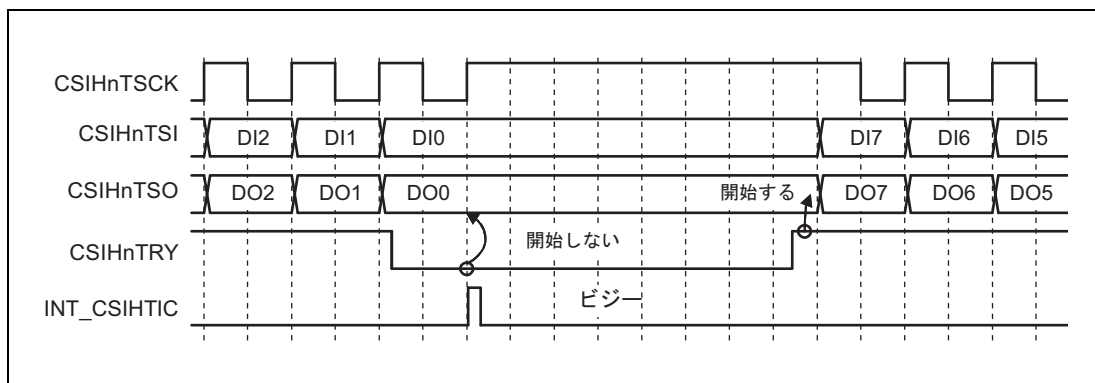 CSIHnTSCK
CSIHnTSI DI2 DI1 DI0 DI7 DI6 DI5
CSIHnTSO DO2 DO1 DO0 開始する DO7 DO6 DO5
CSIHnTRY 開始しない
INT_CSIHTIC ビジー